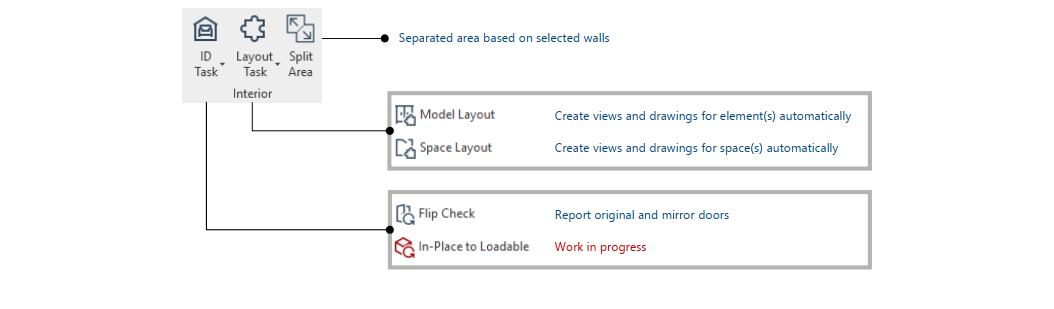 Separated area based on selected walls
ID Task
Layout Task
Split Area
Interior
Model Layout Create views and drawings for element(s) automatically
Space Layout Create views and drawings for space(s) automatically
Flip Check Report original and mirror doors
In-Place to Loadable Work in progress